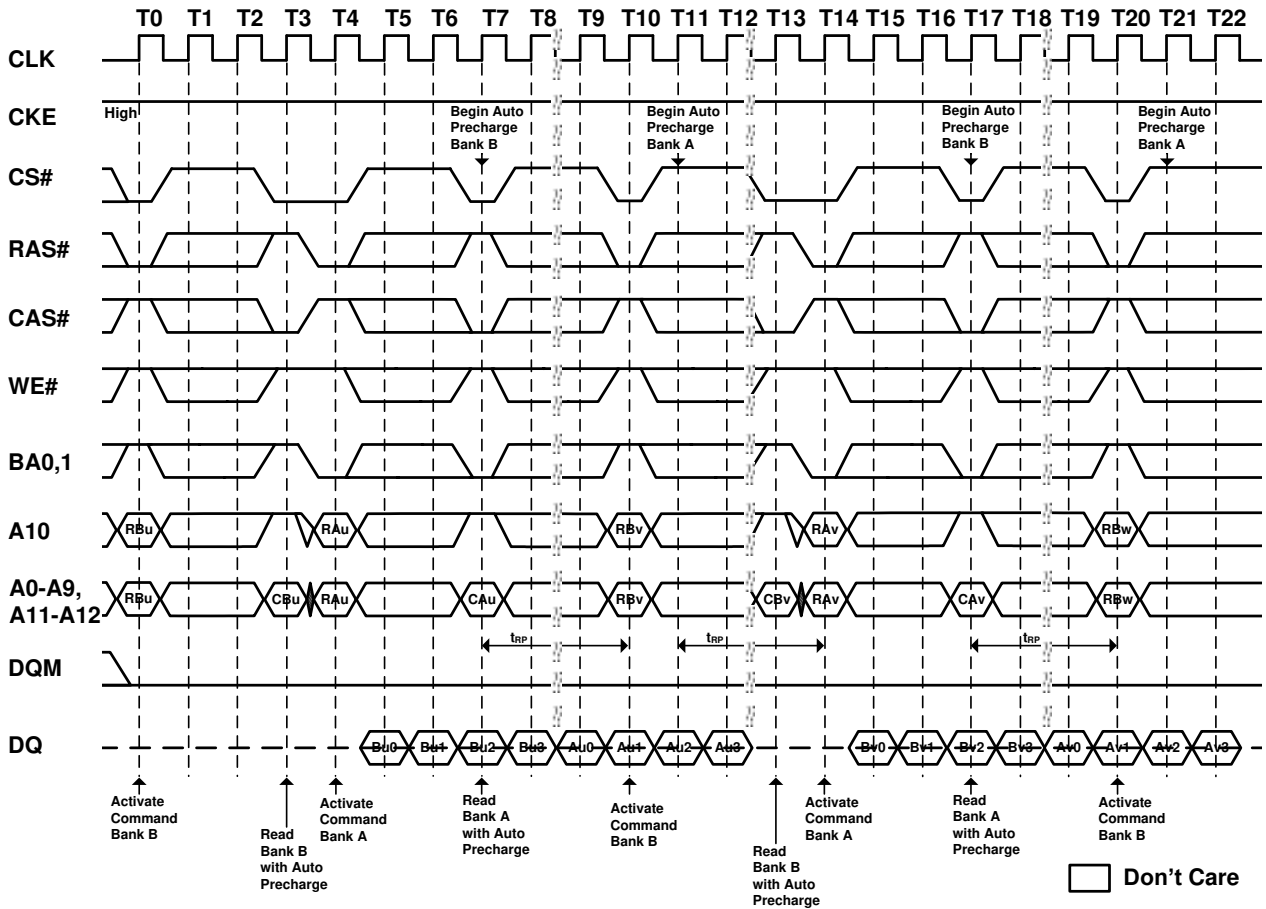 T0 T1 T2 T3 T4 T5 T6 T7 T8 T9 T10 T11 T12 T13 T14 T15 T16 T17 T18 T19 T20 T21 T22
CLK
CKE
High
Begin Auto
Precharge
Bank B
Begin Auto
Precharge
Bank A
Begin Auto
Precharge
Bank B
Begin Auto
Precharge
Bank A
CS#
RAS#
CAS#
WE#
BA0,1
A10
RBu RAu RBv RAv RBw
A0-A9,
A11-A12
RBu CBu RAu CAu RBv CBv RAv CAv RBw
tRP tRP tRP
DQM
DQ
Bu0 Bu1 Bu2 Bu3 Au0 Au1 Au2 Au3 Bv0 Bv1 Bv2 Bv3 Av0 Av1 Av2 Av3
Activate
Command
Bank B
Read
Bank B
with Auto
Precharge
Activate
Command
Bank A
Read
Bank A
with Auto
Precharge
Activate
Command
Bank B
Read
Bank B
with Auto
Precharge
Activate
Command
Bank A
Read
Bank A
with Auto
Precharge
Activate
Command
Bank B
Don't Care